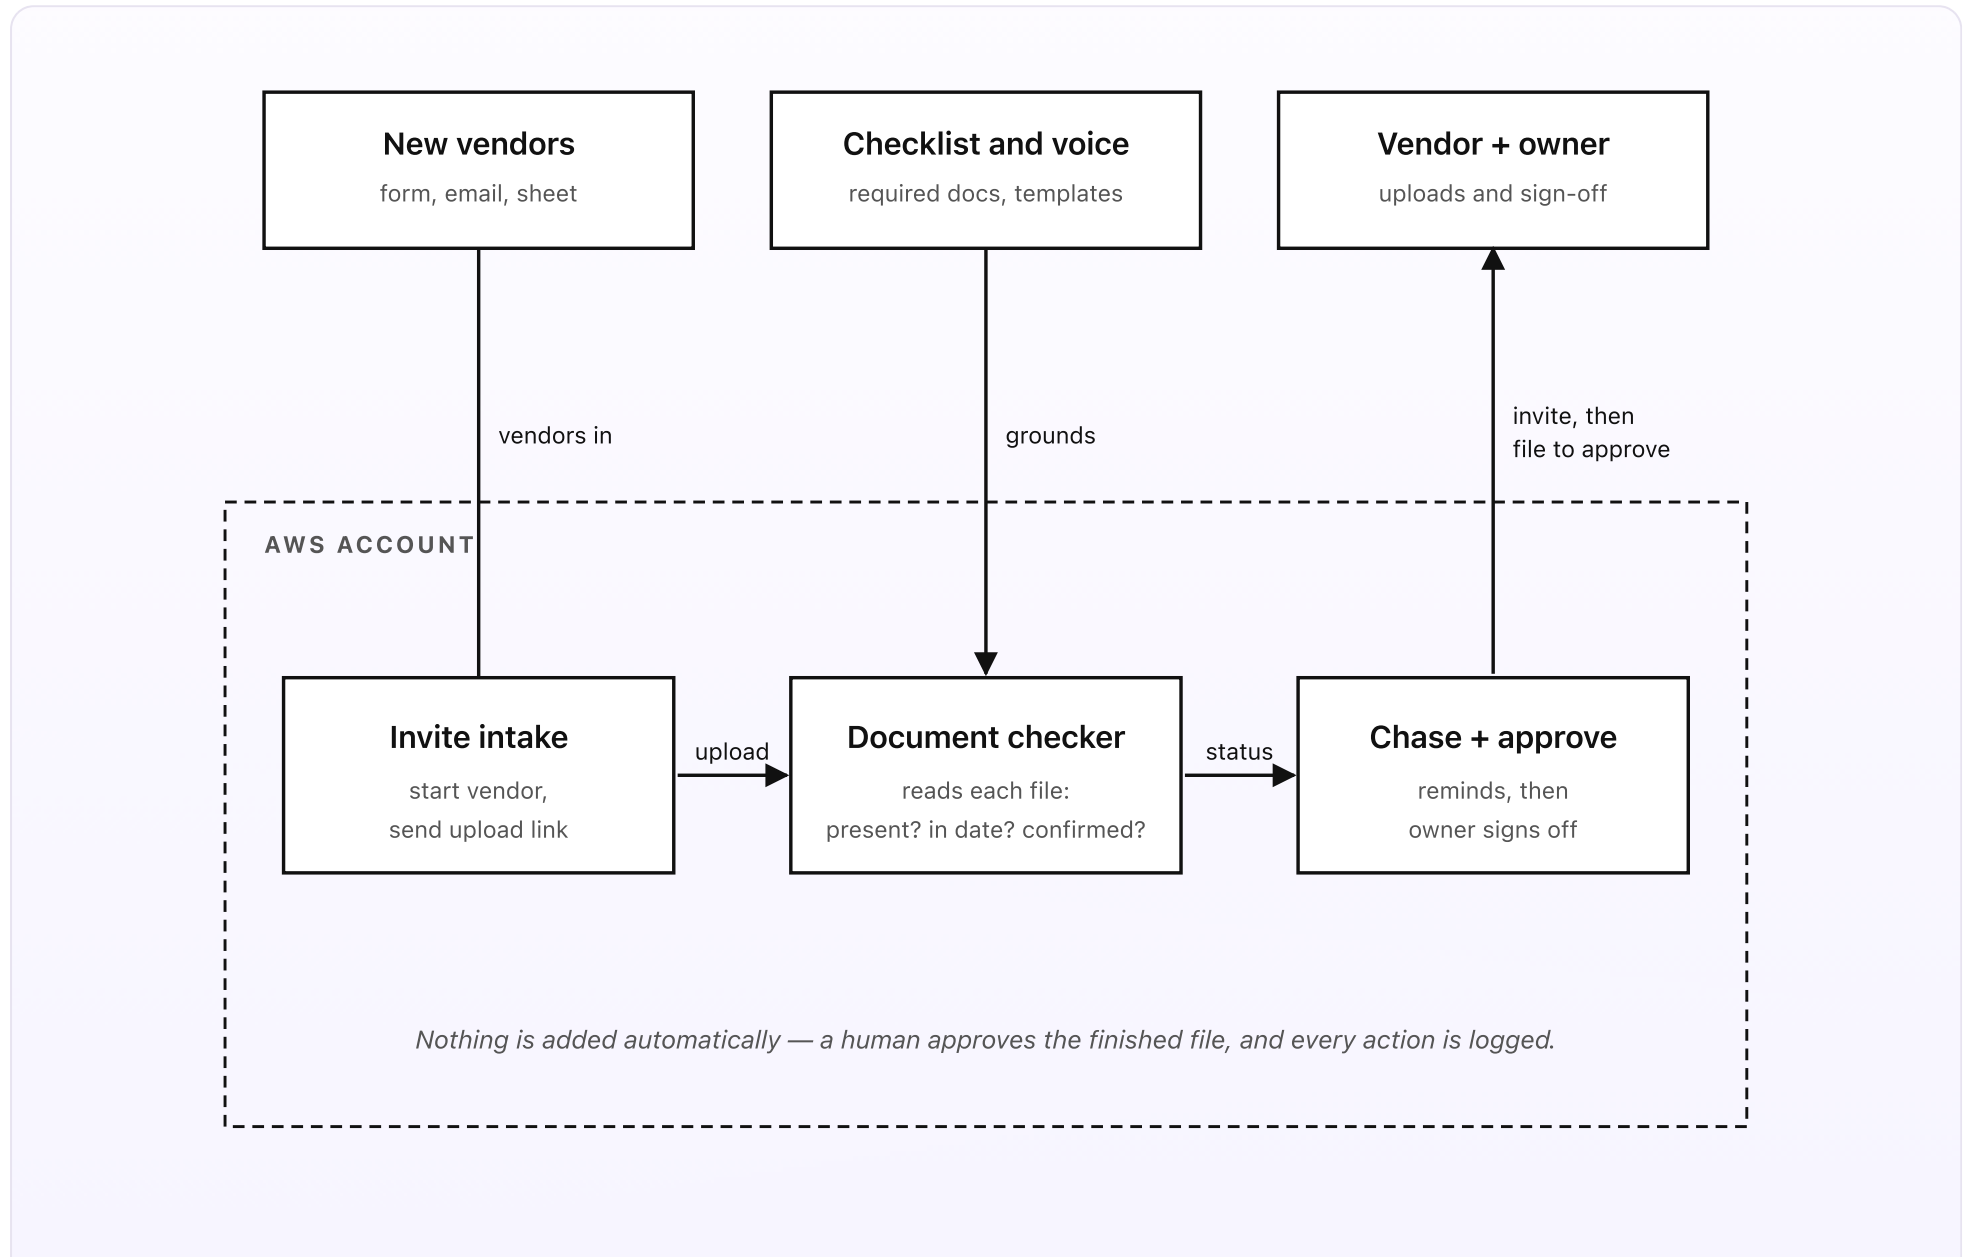 New vendors
form, email, sheet
Checklist and voice
required docs, templates
Vendor + owner
uploads and sign-off
vendors in
grounds
invite, then
file to approve
AWS ACCOUNT
Invite intake
start vendor,
send upload link
upload
Document checker
reads each file:
present? in date? confirmed?
status
Chase + approve
reminds, then
owner signs off
Nothing is added automatically — a human approves the finished file, and every action is logged.